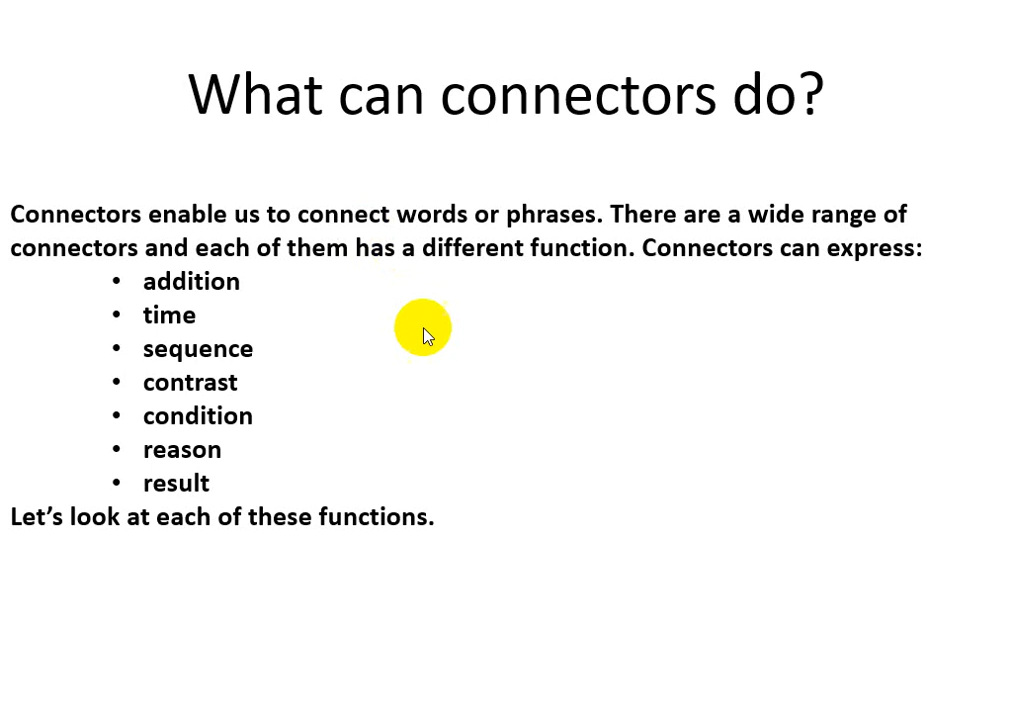 What can connectors do?
Connectors enable us to connect words or phrases. There are a wide range of
connectors and each of them has a different function. Connectors can express:
• addition
• time
• sequence
• contrast
• condition
• reason
• result
Let’s look at each of these functions.